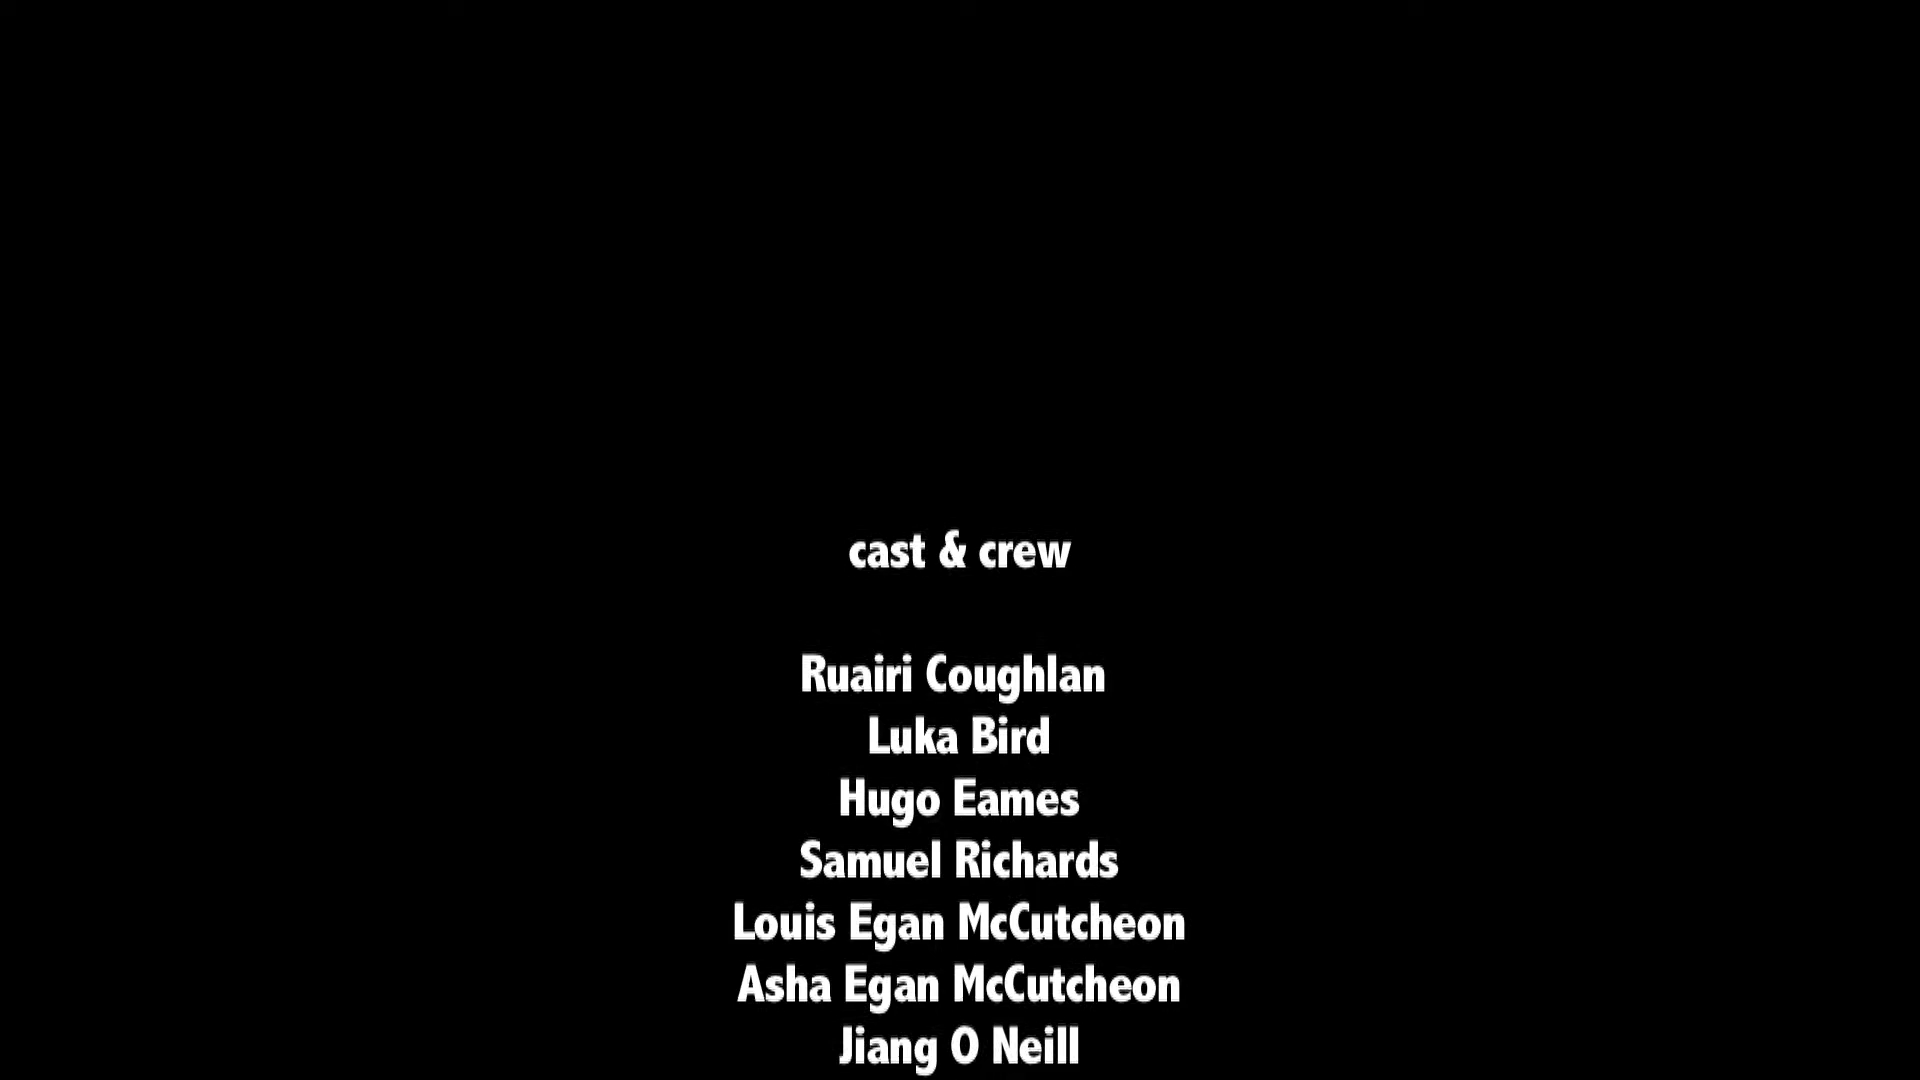 cast & crew
Ruairi Coughlan
Luka Bird
Hugo Eames
Samuel Richards
Louis Egan McCutcheon
Asha Egan McCutcheon
Jiang O Neill